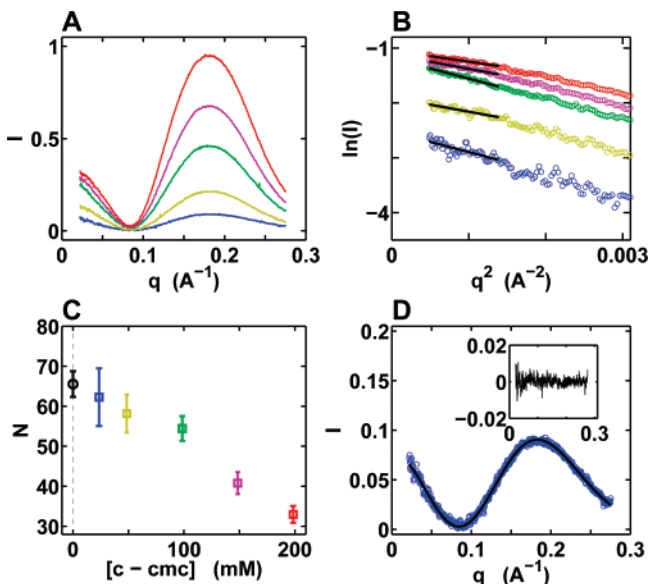 A
1
0.5
0
I
0
0.1
0.2
0.3
q (A⁻¹)
B
−1
−4
ln(I)
0
0.003
q² (A⁻²)
C
80
70
60
50
40
30
N
0
100
200
[c − cmc] (mM)
D
0.2
0.15
0.1
0.05
0
I
0.02
0
−0.02
0
0.3
0
0.1
0.2
0.3
q (A⁻¹)